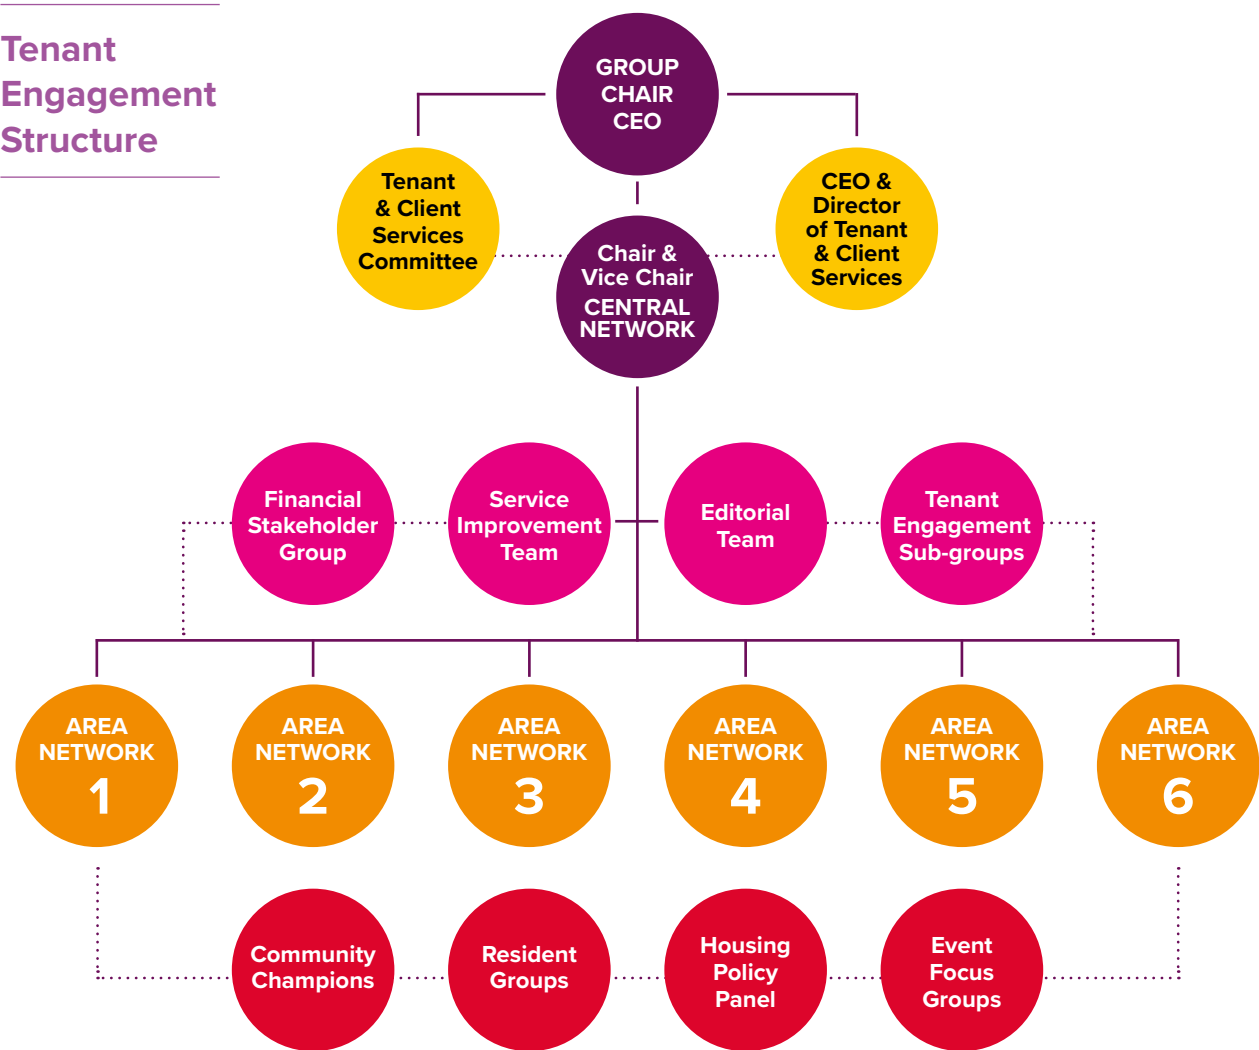 Tenant
Engagement
Structure
GROUP
CHAIR
CEO
Tenant
& Client
Services
Committee
CEO &
Director
of Tenant
& Client
Services
Chair &
Vice Chair
CENTRAL
NETWORK
Financial
Stakeholder
Group
Service
Improvement
Team
Editorial
Team
Tenant
Engagement
Sub-groups
AREA
NETWORK
1
AREA
NETWORK
2
AREA
NETWORK
3
AREA
NETWORK
4
AREA
NETWORK
5
AREA
NETWORK
6
Community
Champions
Resident
Groups
Housing
Policy
Panel
Event
Focus
Groups